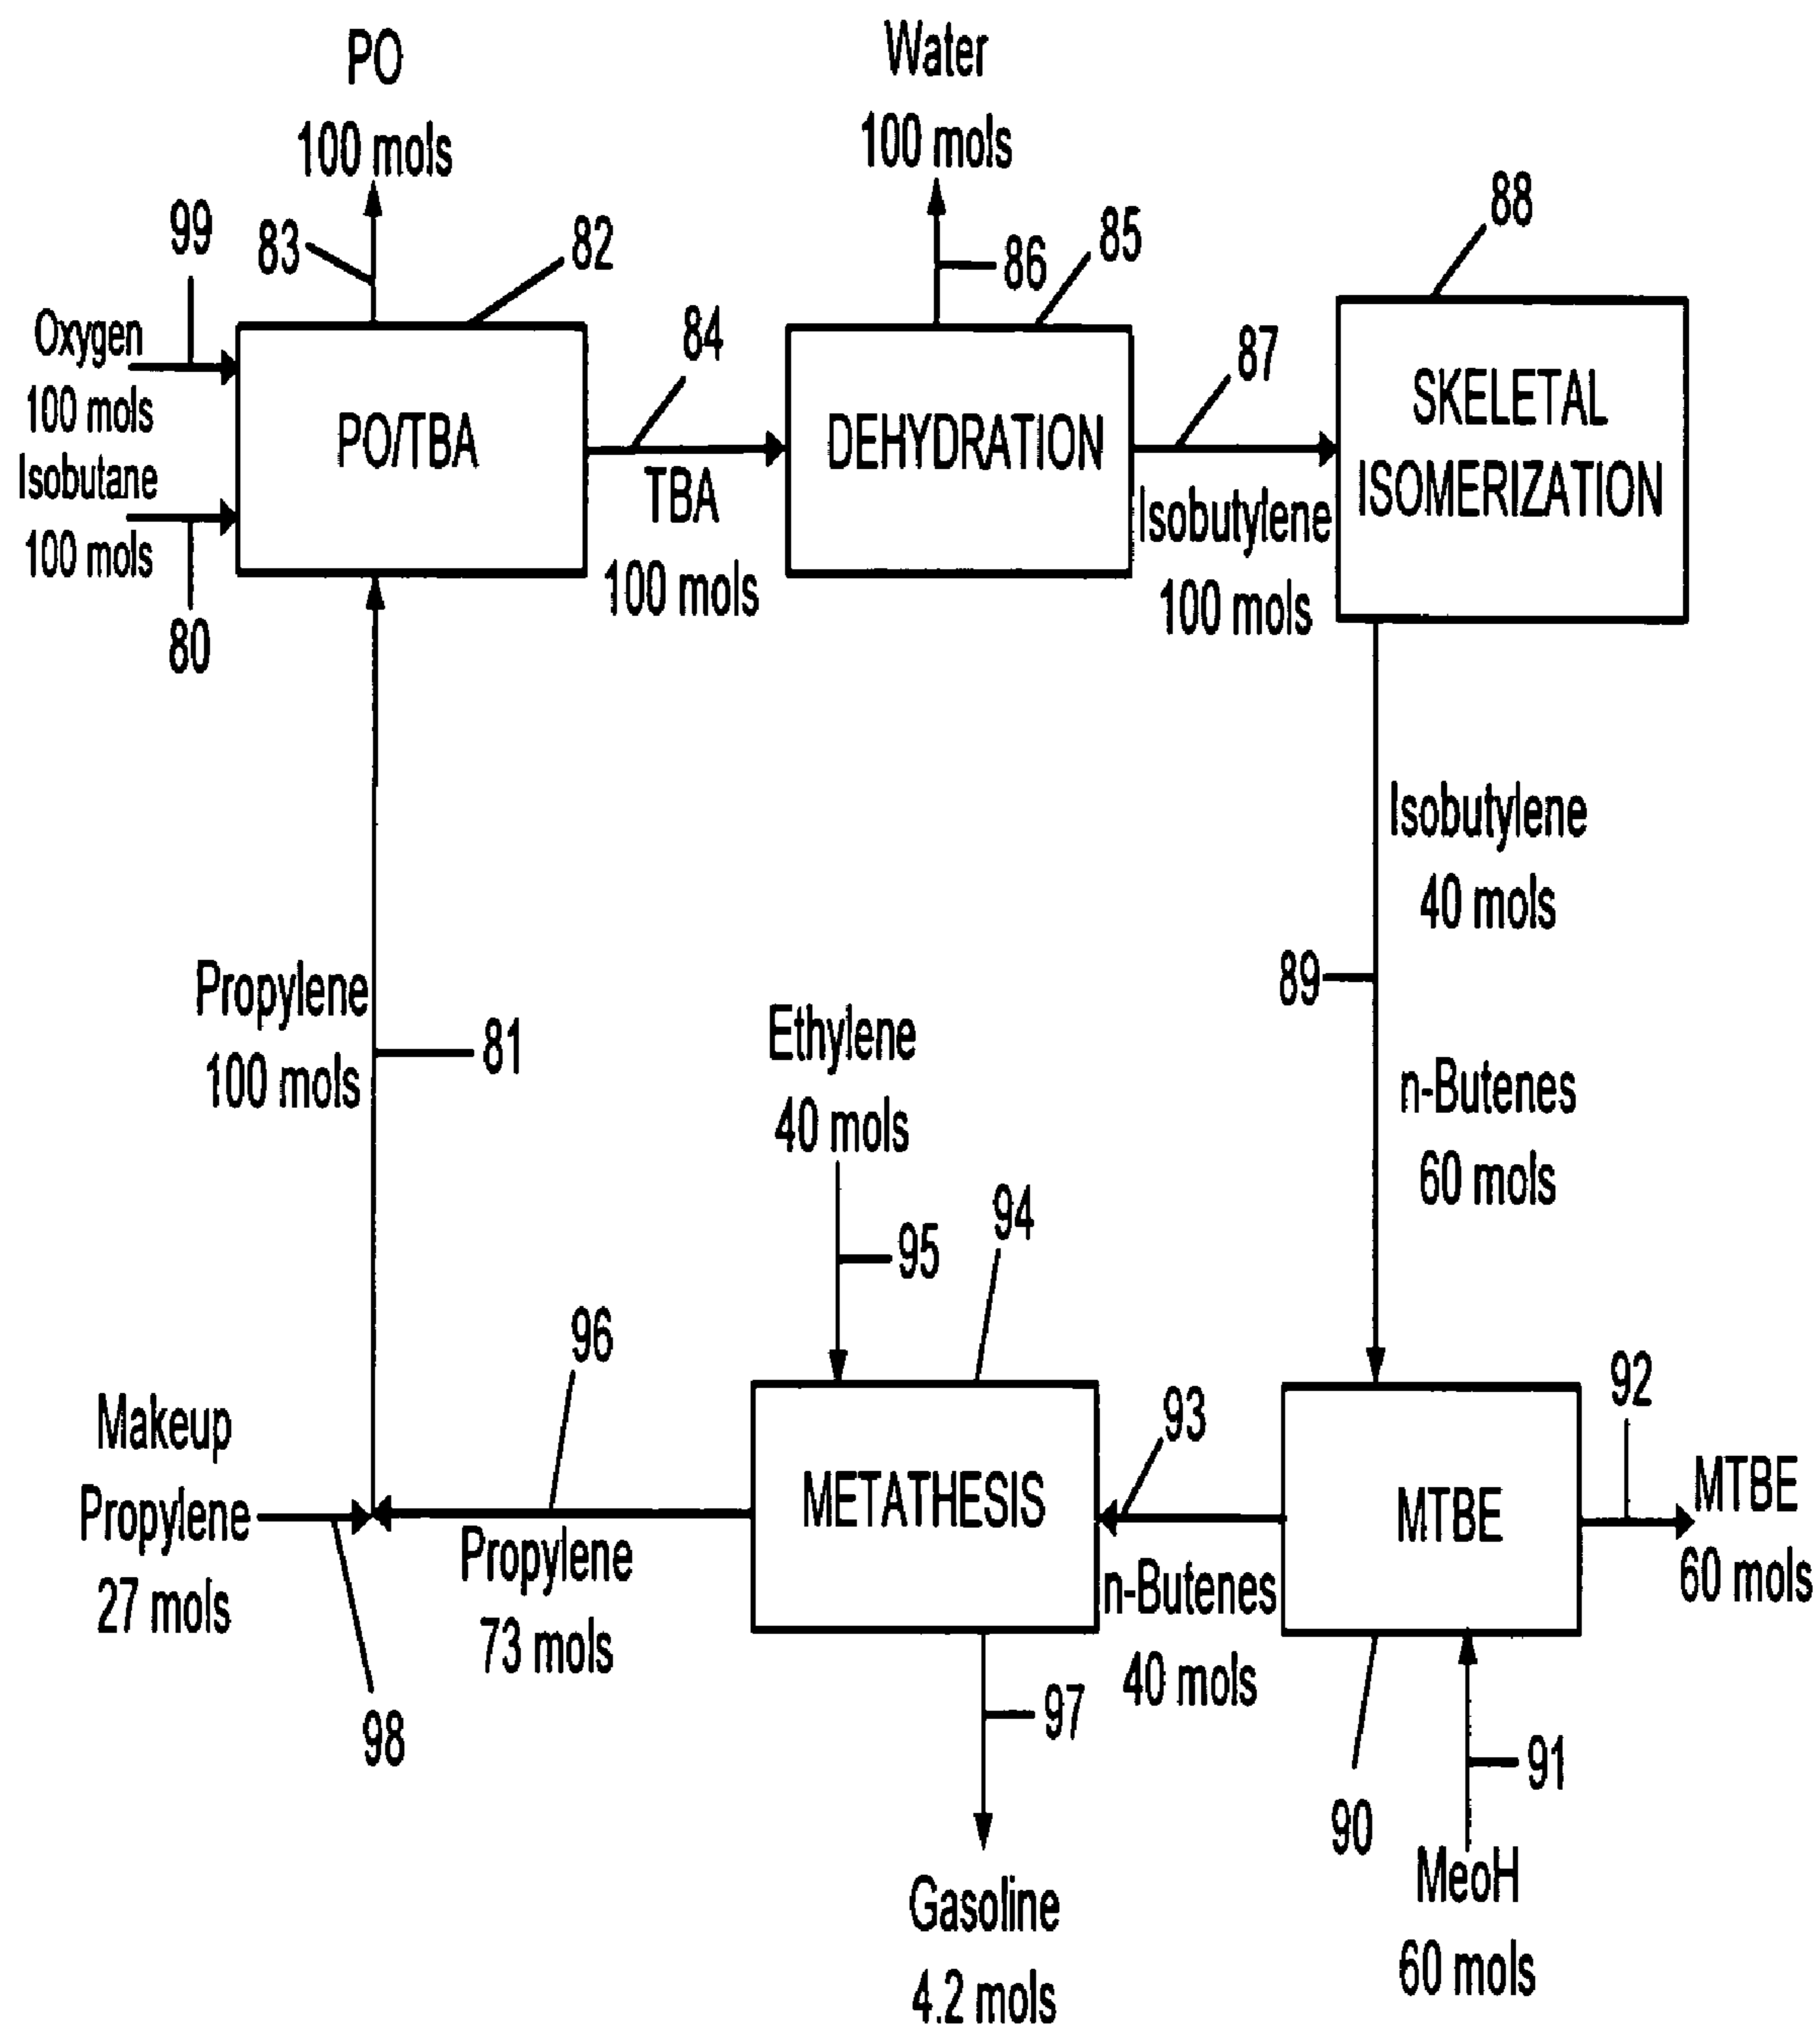 PO
100 mols
Water
100 mols
99
83
82
86
85
88
Oxygen
100 mols
Isobutane
100 mols
80
PO/TBA
84
TBA
100 mols
DEHYDRATION
87
Isobutylene
100 mols
SKELETAL
ISOMERIZATION
Isobutylene
40 mols
89
n-Butenes
60 mols
Propylene
100 mols
81
Ethylene
40 mols
95
94
96
93
92
Makeup
Propylene
27 mols
98
Propylene
73 mols
METATHESIS
n-Butenes
40 mols
MTBE
MTBE
60 mols
97
90
91
Gasoline
4.2 mols
MeoH
60 mols